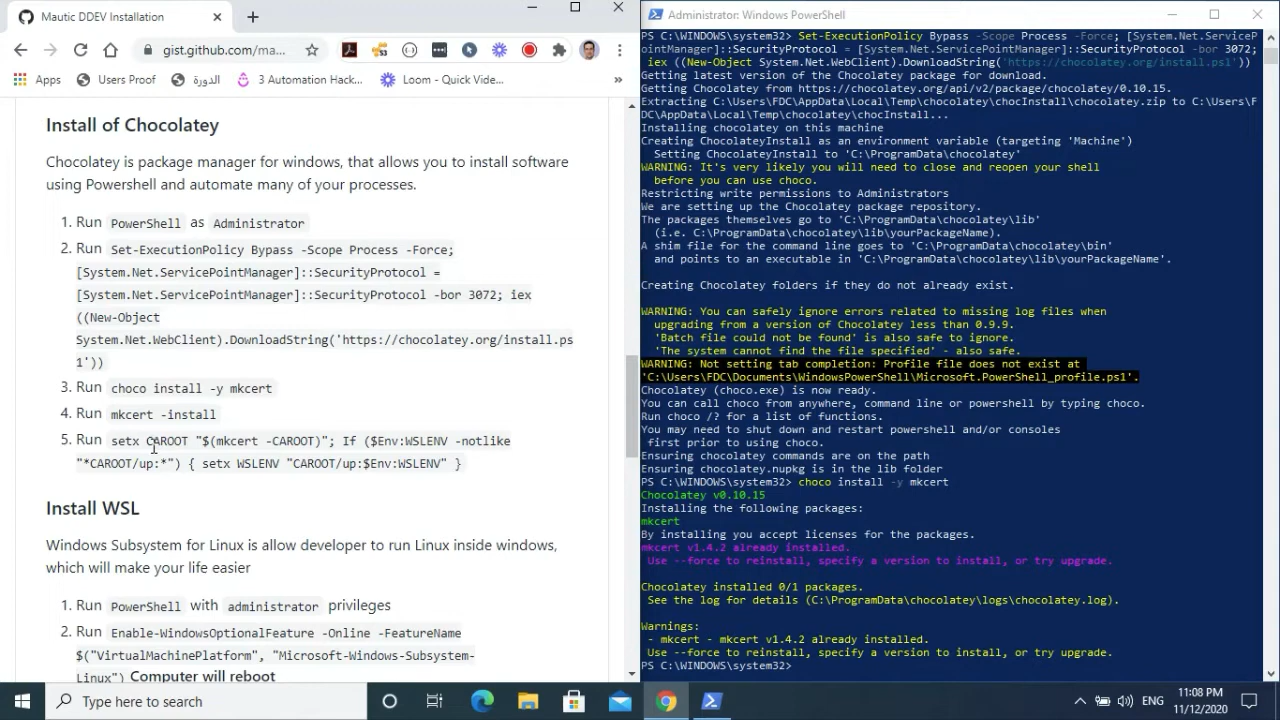 Mautic DDEV Installation
gist.github.com/ma...
Apps
Users Proof
الدورة
3 Automation Hack...
Loom - Quick Vide...
»
Install of Chocolatey
Chocolatey is package manager for windows, that allows you to install software
using Powershell and automate many of your processes.
1. Run PowerShell as Administrator
2. Run Set-ExecutionPolicy Bypass -Scope Process -Force;
[System.Net.ServicePointManager]::SecurityProtocol =
[System.Net.ServicePointManager]::SecurityProtocol -bor 3072; iex
((New-Object
System.Net.WebClient).DownloadString('https://chocolatey.org/install.ps
1'))
3. Run choco install -y mkcert
4. Run mkcert -install
5. Run setx CAROOT "$(mkcert -CAROOT)"; If ($Env:WSLENV -notlike
"*CAROOT/up:*") { setx WSLENV "CAROOT/up:$Env:WSLENV" }
Install WSL
Windows Subsystem for Linux is allow developer to run Linux inside windows,
which will make your life easier
1. Run PowerShell with administrator privileges
2. Run Enable-WindowsOptionalFeature -Online -FeatureName
$("VirtualMachinePlatform", "Microsoft-Windows-Subsystem-
Linux") Computer will reboot
Administrator: Windows PowerShell
PS C:\WINDOWS\system32> Set-ExecutionPolicy Bypass -Scope Process -Force; [System.Net.ServiceP
ointManager]::SecurityProtocol = [System.Net.ServicePointManager]::SecurityProtocol -bor 3072;
iex ((New-Object System.Net.WebClient).DownloadString('https://chocolatey.org/install.ps1'))
Getting latest version of the Chocolatey package for download.
Getting Chocolatey from https://chocolatey.org/api/v2/package/chocolatey/0.10.15.
Extracting C:\Users\FDC\AppData\Local\Temp\chocolatey\chocInstall\chocolatey.zip to C:\Users\F
DC\AppData\Local\Temp\chocolatey\chocInstall...
Installing chocolatey on this machine
Creating ChocolateyInstall as an environment variable (targeting 'Machine')
Setting ChocolateyInstall to 'C:\ProgramData\chocolatey'
WARNING: It's very likely you will need to close and reopen your shell
before you can use choco.
Restricting write permissions to Administrators
We are setting up the Chocolatey package repository.
The packages themselves go to 'C:\ProgramData\chocolatey\lib'
(i.e. C:\ProgramData\chocolatey\lib\yourPackageName).
A shim file for the command line goes to 'C:\ProgramData\chocolatey\bin'
and points to an executable in 'C:\ProgramData\chocolatey\lib\yourPackageName'.
Creating Chocolatey folders if they do not already exist.
WARNING: You can safely ignore errors related to missing log files when
upgrading from a version of Chocolatey less than 0.9.9.
'Batch file could not be found' is also safe to ignore.
'The system cannot find the file specified' - also safe.
WARNING: Not setting tab completion: Profile file does not exist at
'C:\Users\FDC\Documents\WindowsPowerShell\Microsoft.PowerShell_profile.ps1'.
Chocolatey (choco.exe) is now ready.
You can call choco from anywhere, command line or powershell by typing choco.
Run choco /? for a list of functions.
You may need to shut down and restart powershell and/or consoles
first prior to using choco.
Ensuring chocolatey commands are on the path
Ensuring chocolatey.nupkg is in the lib folder
PS C:\WINDOWS\system32> choco install -y mkcert
Chocolatey v0.10.15
Installing the following packages:
mkcert
By installing you accept licenses for the packages.
mkcert v1.4.2 already installed.
Use --force to reinstall, specify a version to install, or try upgrade.
Chocolatey installed 0/1 packages.
See the log for details (C:\ProgramData\chocolatey\logs\chocolatey.log).
Warnings:
- mkcert - mkcert v1.4.2 already installed.
Use --force to reinstall, specify a version to install, or try upgrade.
PS C:\WINDOWS\system32>
Type here to search
ENG
11:08 PM
11/12/2020